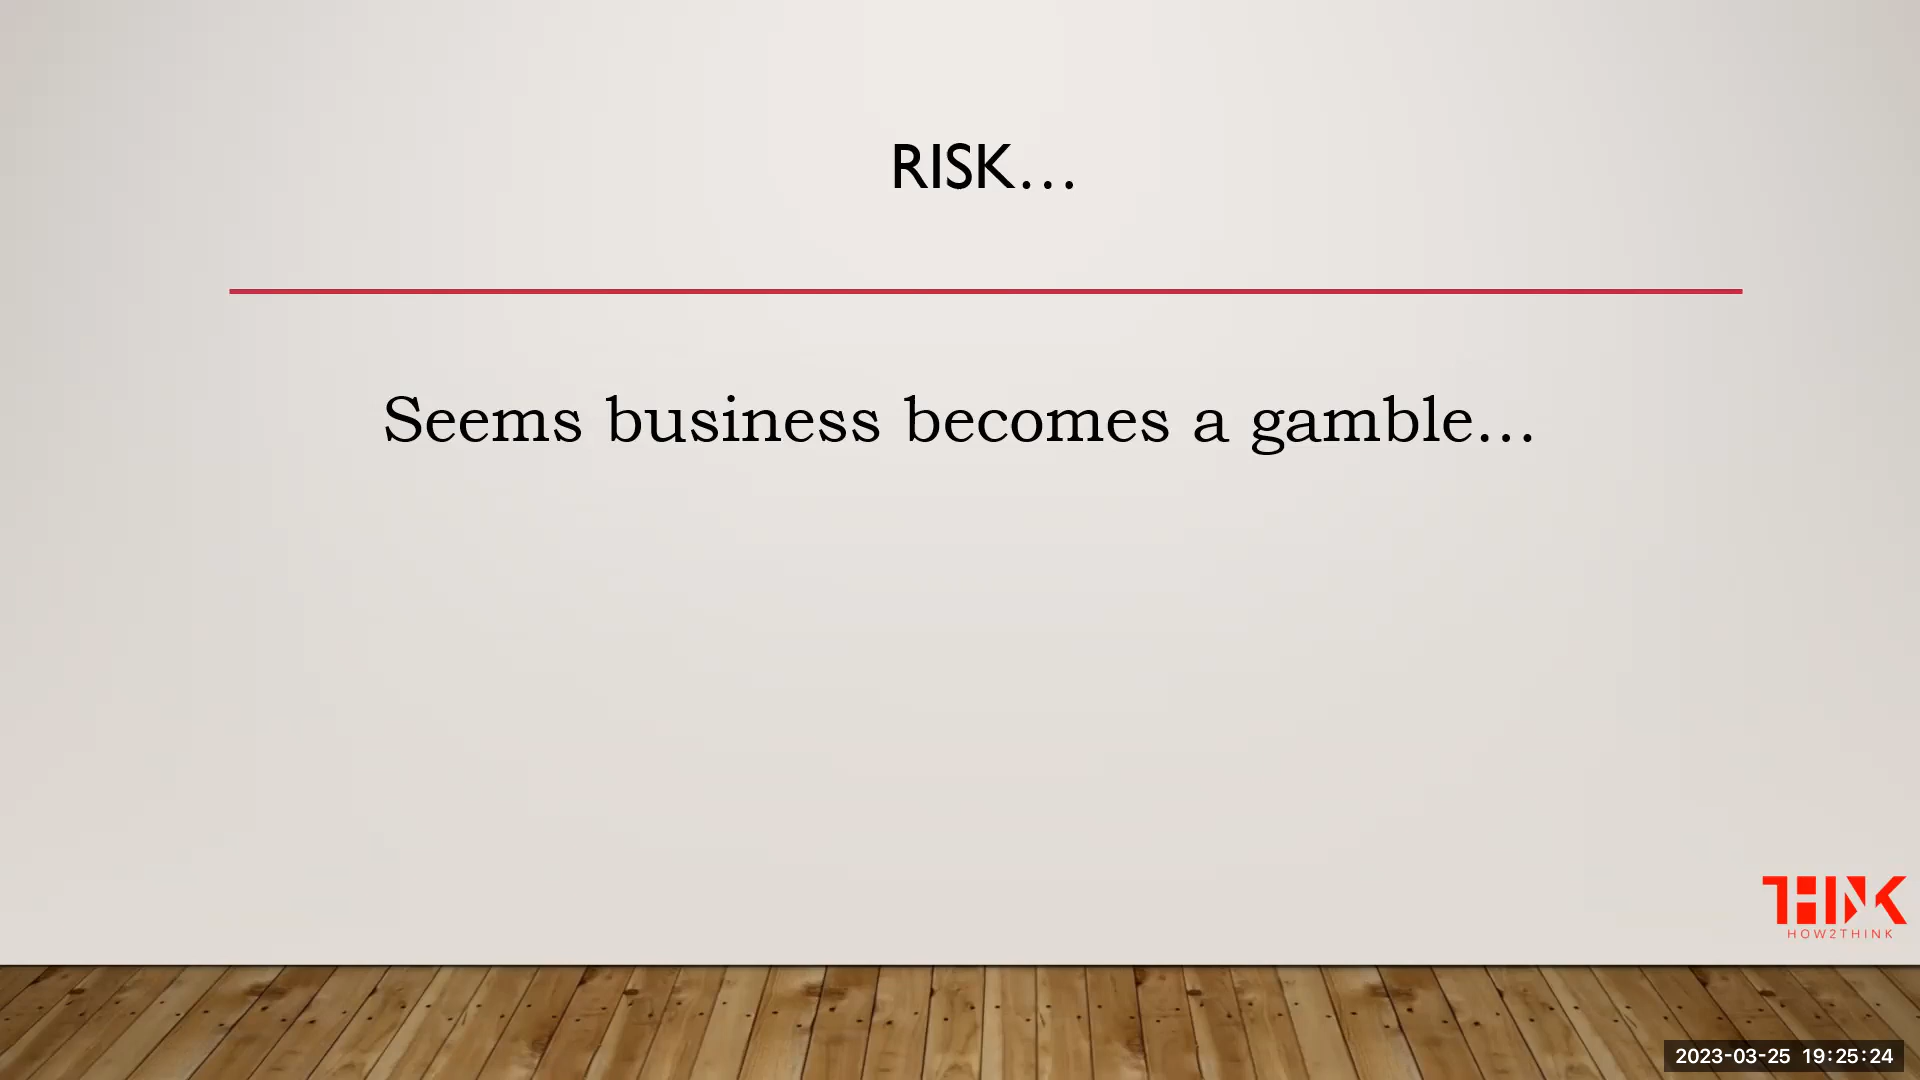 RISK…
Seems business becomes a gamble…
THINK
HOW2THINK
2023-03-25 19:25:24